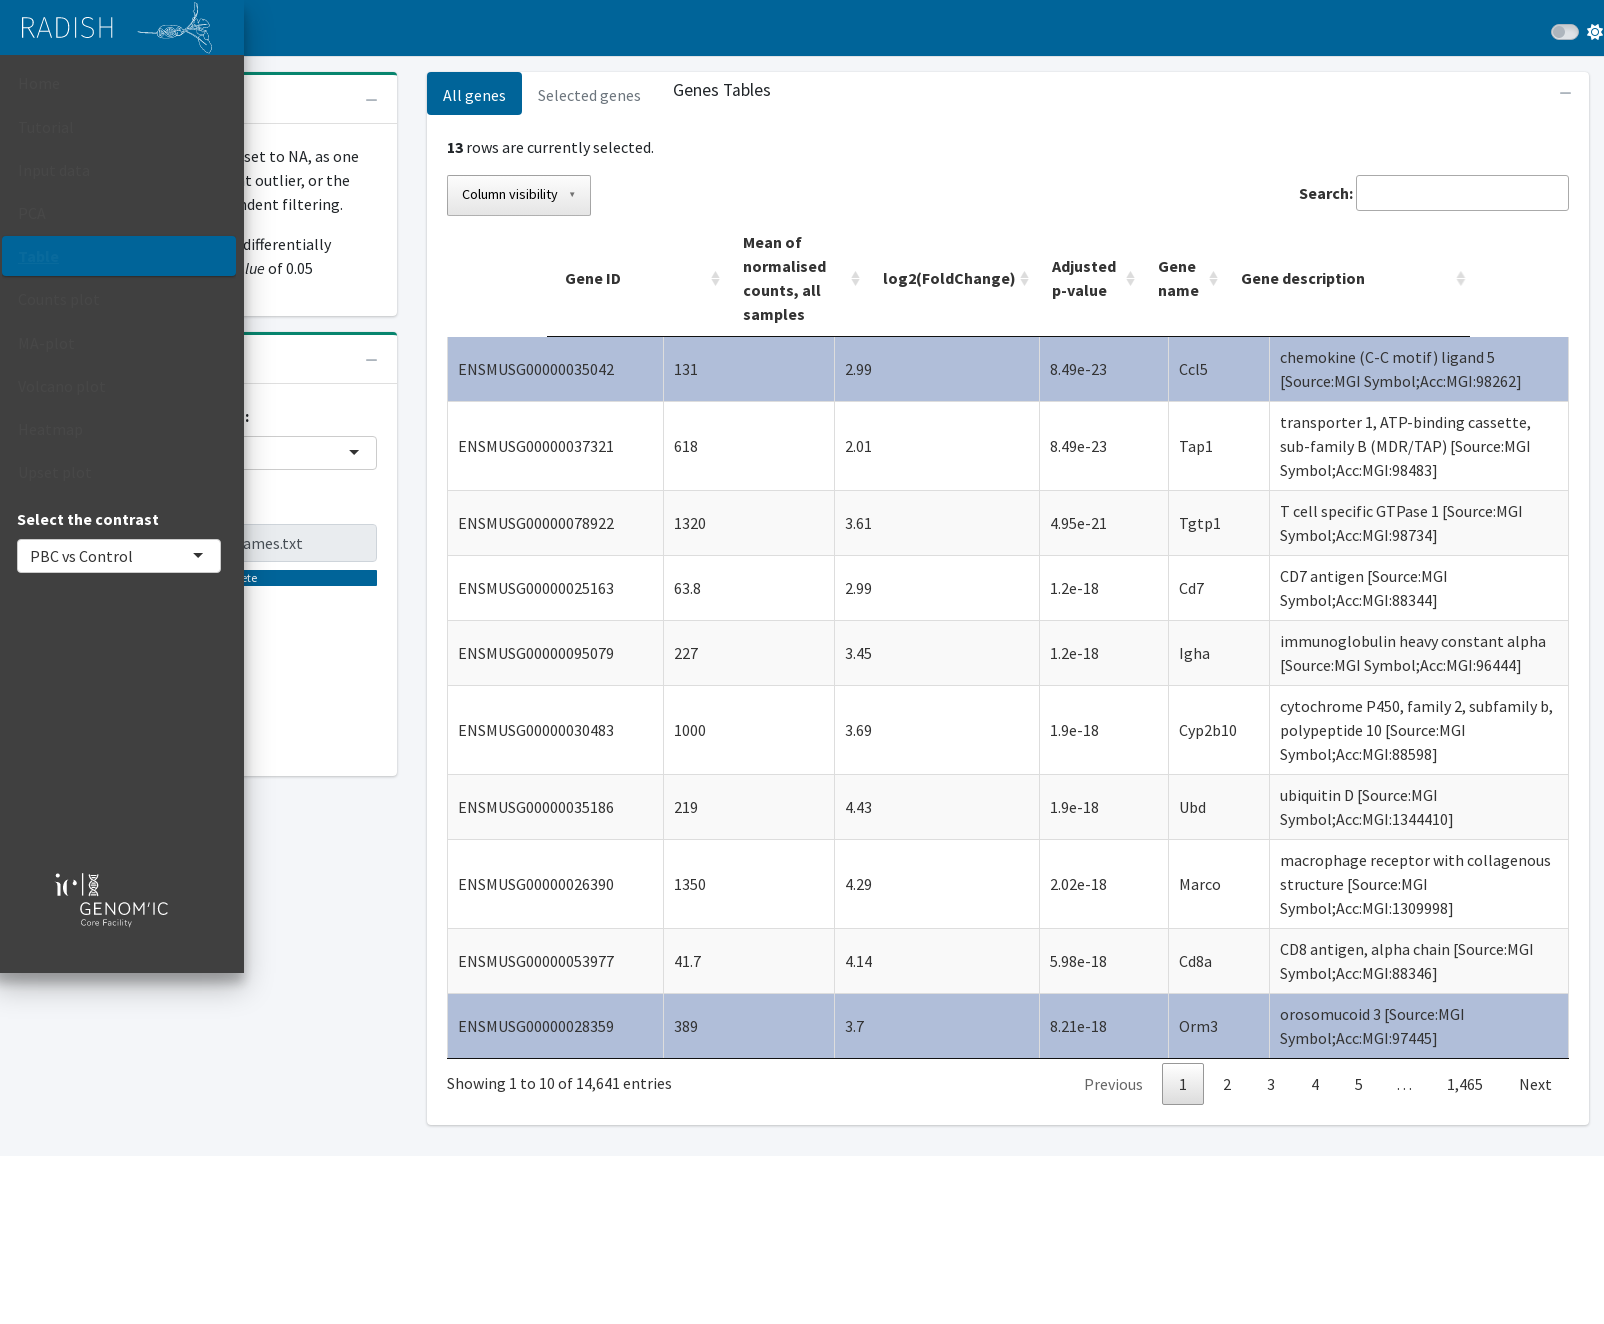 RADISH
Home
Tutorial
Input data
PCA
Table
Counts plot
MA-plot
Volcano plot
Heatmap
Upset plot
Select the contrast
PBC vs Control
GENOM'IC
Core Facility
set to NA, as one
outlier, or the
filtering.
differentially
of 0.05
:
All genes
Selected genes
Genes Tables
13 rows are currently selected.
Column visibility
Search:
Gene ID
Mean of
normalised
counts, all
samples
log2(FoldChange)
Adjusted
p-value
Gene
name
Gene description
ENSMUSG00000035042 131 2.99 8.49e-23 Ccl5 chemokine (C-C motif) ligand 5
[Source:MGI Symbol;Acc:MGI:98262]
ENSMUSG00000037321 618 2.01 8.49e-23 Tap1 transporter 1, ATP-binding cassette,
sub-family B (MDR/TAP) [Source:MGI
Symbol;Acc:MGI:98483]
ENSMUSG00000078922 1320 3.61 4.95e-21 Tgtp1 T cell specific GTPase 1 [Source:MGI
Symbol;Acc:MGI:98734]
ENSMUSG00000025163 63.8 2.99 1.2e-18 Cd7 CD7 antigen [Source:MGI
Symbol;Acc:MGI:88344]
ENSMUSG00000095079 227 3.45 1.2e-18 Igha immunoglobulin heavy constant alpha
[Source:MGI Symbol;Acc:MGI:96444]
ENSMUSG00000030483 1000 3.69 1.9e-18 Cyp2b10 cytochrome P450, family 2, subfamily b,
polypeptide 10 [Source:MGI
Symbol;Acc:MGI:88598]
ENSMUSG00000035186 219 4.43 1.9e-18 Ubd ubiquitin D [Source:MGI
Symbol;Acc:MGI:1344410]
ENSMUSG00000026390 1350 4.29 2.02e-18 Marco macrophage receptor with collagenous
structure [Source:MGI
Symbol;Acc:MGI:1309998]
ENSMUSG00000053977 41.7 4.14 5.98e-18 Cd8a CD8 antigen, alpha chain [Source:MGI
Symbol;Acc:MGI:88346]
ENSMUSG00000028359 389 3.7 8.21e-18 Orm3 orosomucoid 3 [Source:MGI
Symbol;Acc:MGI:97445]
Showing 1 to 10 of 14,641 entries
Previous 1 2 3 4 5 … 1,465 Next